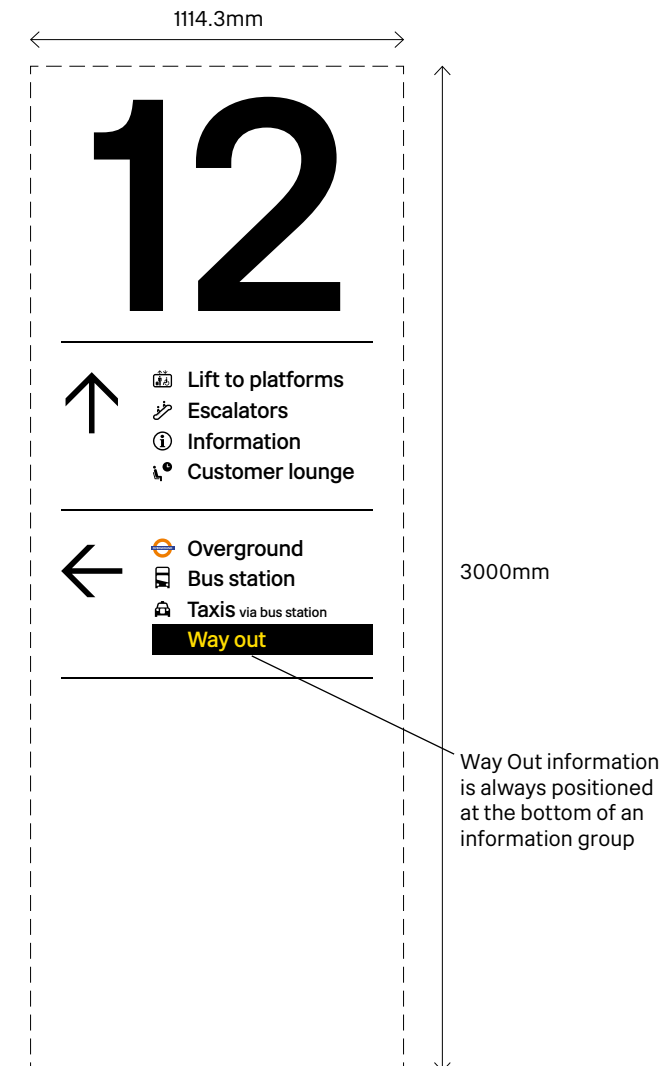 1114.3mm
12
Lift to platforms
Escalators
Information
Customer lounge
Overground
Bus station
Taxis via bus station
Way out
3000mm
Way Out information
is always positioned
at the bottom of an
information group